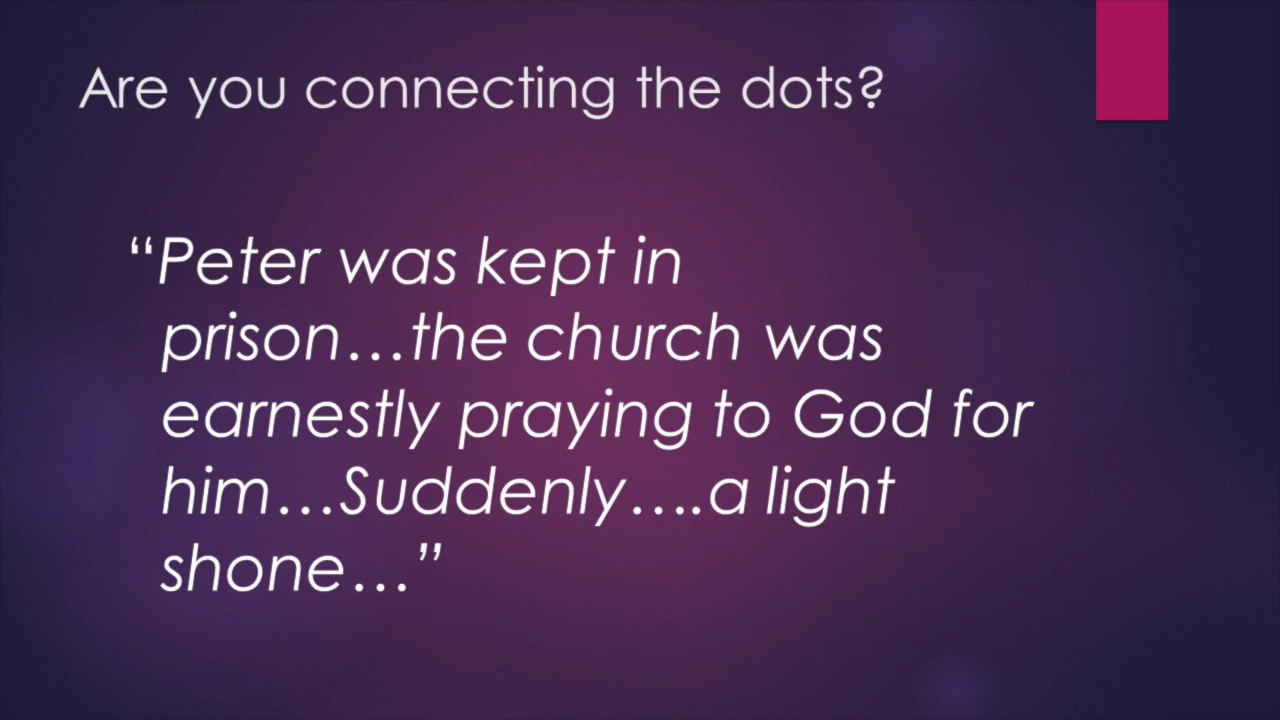 Are you connecting the dots?
“Peter was kept in
prison…the church was
earnestly praying to God for
him…Suddenly….a light
shone…”